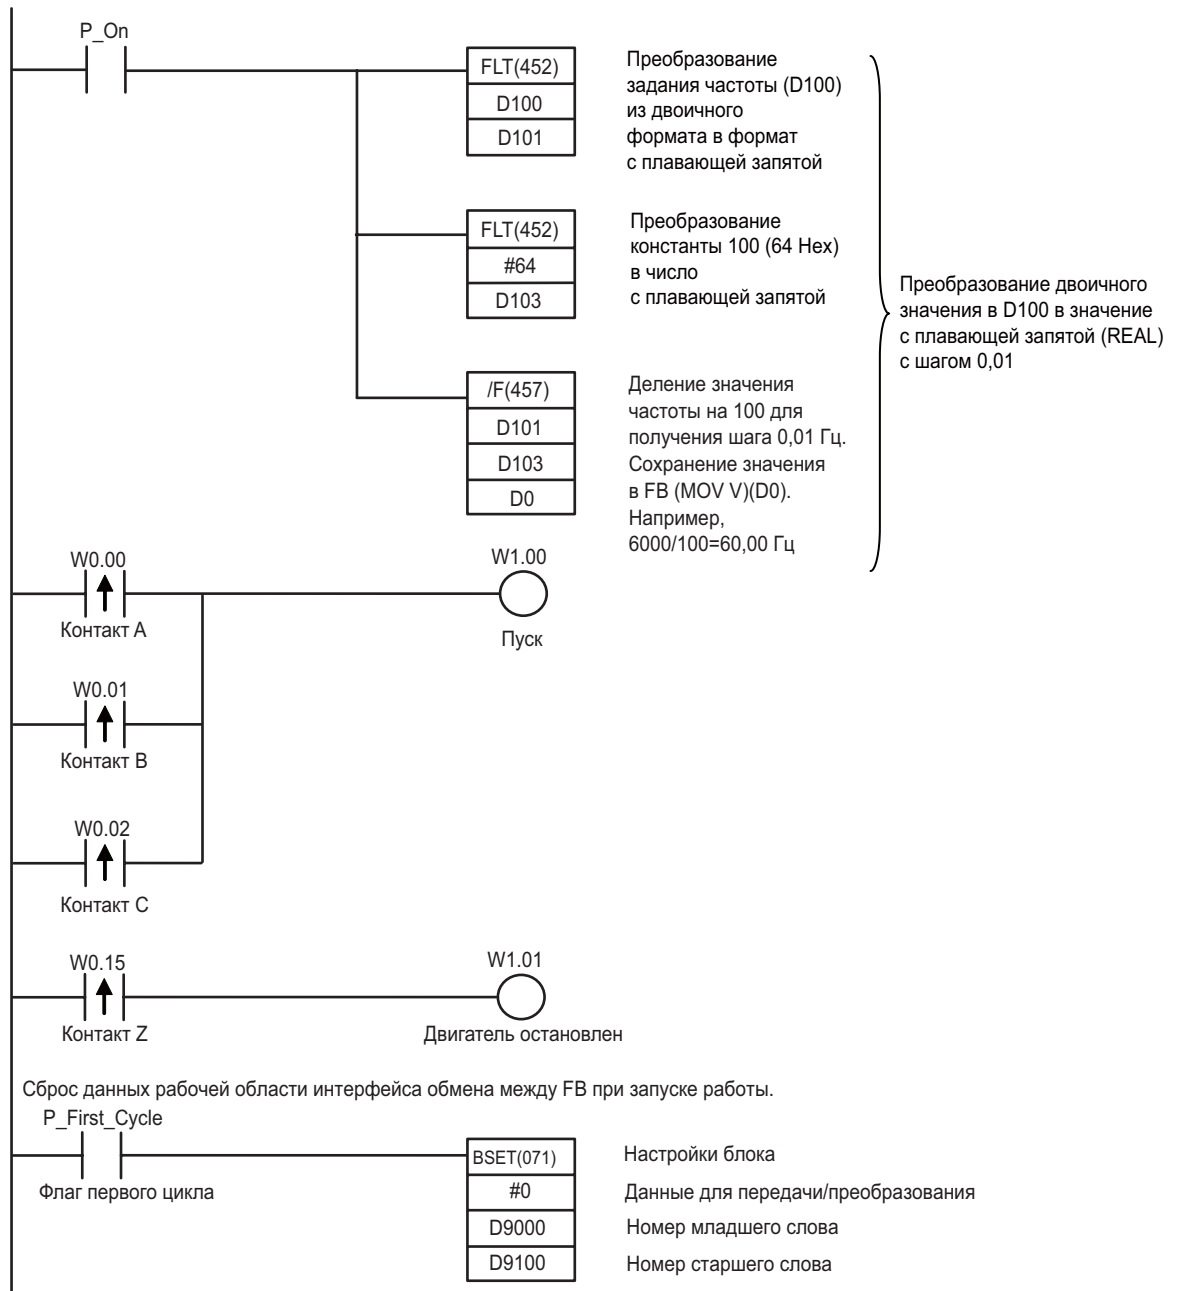 P_On
FLT(452)
D100
D101
Преобразование
задания частоты (D100)
из двоичного
формата в формат
с плавающей запятой
FLT(452)
#64
D103
Преобразование
константы 100 (64 Hex)
в число
с плавающей запятой
Преобразование двоичного
значения в D100 в значение
с плавающей запятой (REAL)
с шагом 0,01
/F(457)
D101
D103
D0
Деление значения
частоты на 100 для
получения шага 0,01 Гц.
Сохранение значения
в FB (MOV V)(D0).
Например,
6000/100=60,00 Гц
W0.00
Контакт A
W1.00
Пуск
W0.01
Контакт B
W0.02
Контакт C
W0.15
Контакт Z
W1.01
Двигатель остановлен
Сброс данных рабочей области интерфейса обмена между FB при запуске работы.
P_First_Cycle
Флаг первого цикла
BSET(071)
Настройки блока
#0
Данные для передачи/преобразования
D9000
Номер младшего слова
D9100
Номер старшего слова